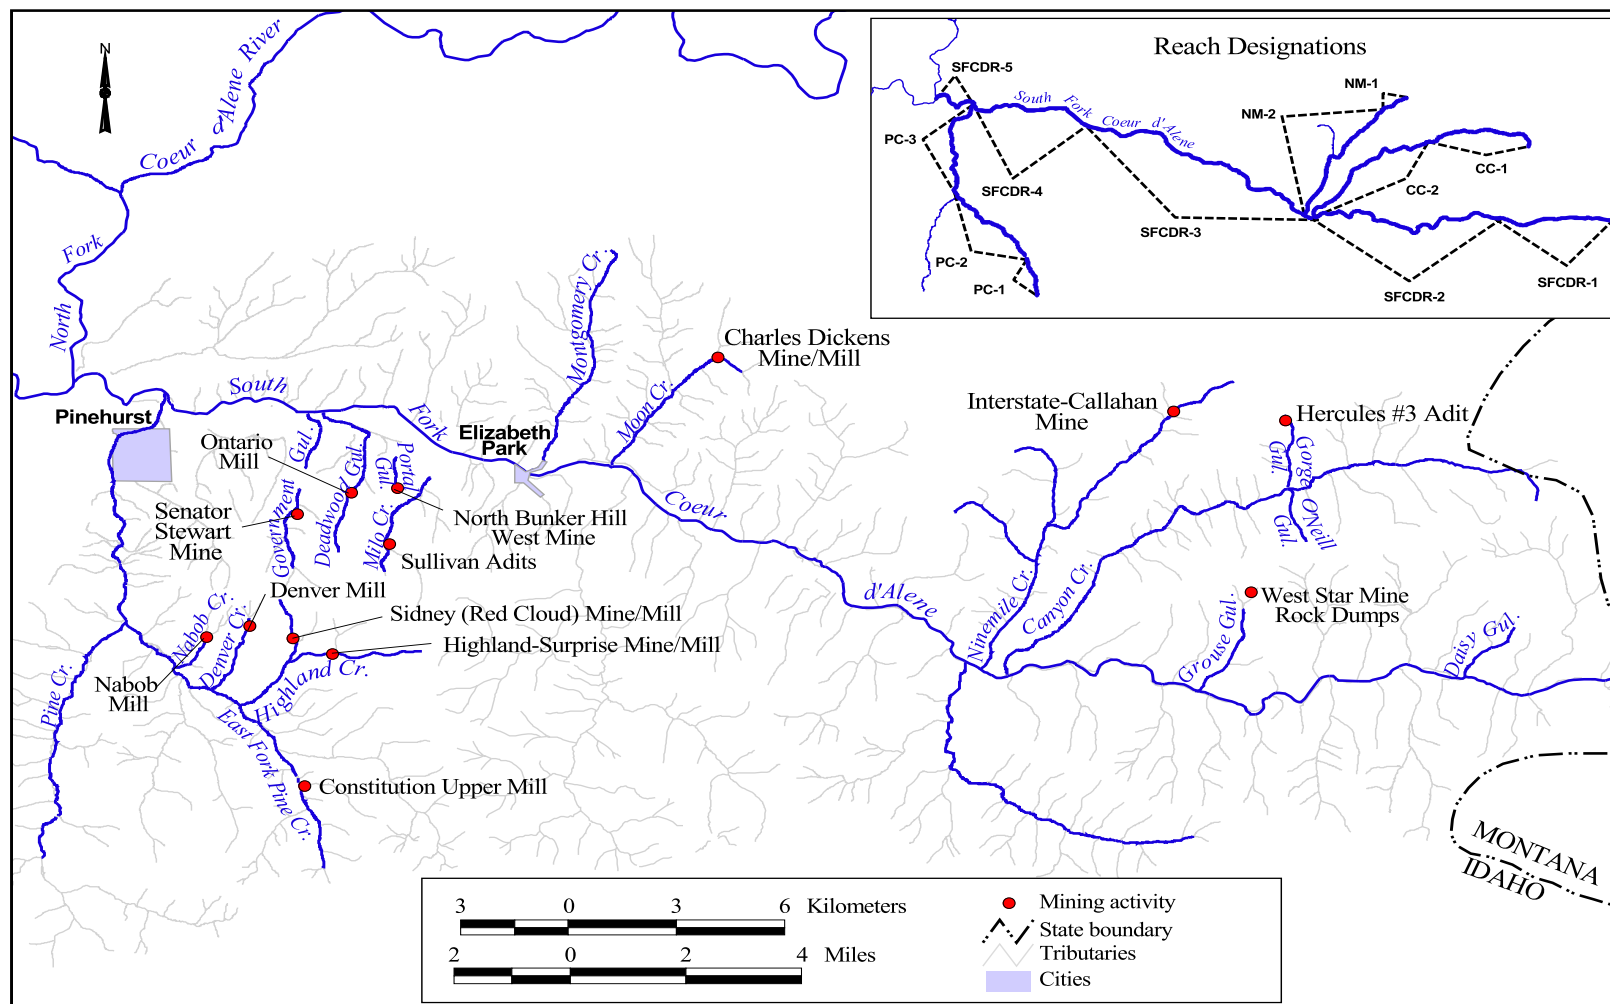 N
Coeur d'Alene River
North Fork
Reach Designations
SFCDR-5
South Fork Coeur d'Alene
NM-1
NM-2
PC-3
SFCDR-4
CC-1
CC-2
SFCDR-3
PC-2
PC-1
SFCDR-2
SFCDR-1
Montgomery Cr.
Charles Dickens
Mine/Mill
Moon Cr.
South Fork Coeur d'Alene
Pinehurst
Elizabeth
Park
Interstate-Callahan
Mine
Hercules #3 Adit
Ontario
Mill
Government Gul.
Deadwood Gul.
Portal
Gul.
Milo Cr.
Gorge
Gul.
ONeill
Gul.
Senator
Stewart
Mine
North Bunker Hill
West Mine
Sullivan Adits
Denver Mill
Sidney (Red Cloud) Mine/Mill
Highland-Surprise Mine/Mill
Nabob Cr.
Denver Cr.
Highland Cr.
Nabob
Mill
Pine Cr.
East Fork Pine Cr.
Constitution Upper Mill
Ninemile Cr.
Canyon Cr.
West Star Mine
Rock Dumps
Grouse Gul.
Daisy Gul.
MONTANA
IDAHO
3 0 3 6 Kilometers
2 0 2 4 Miles
Mining activity
State boundary
Tributaries
Cities